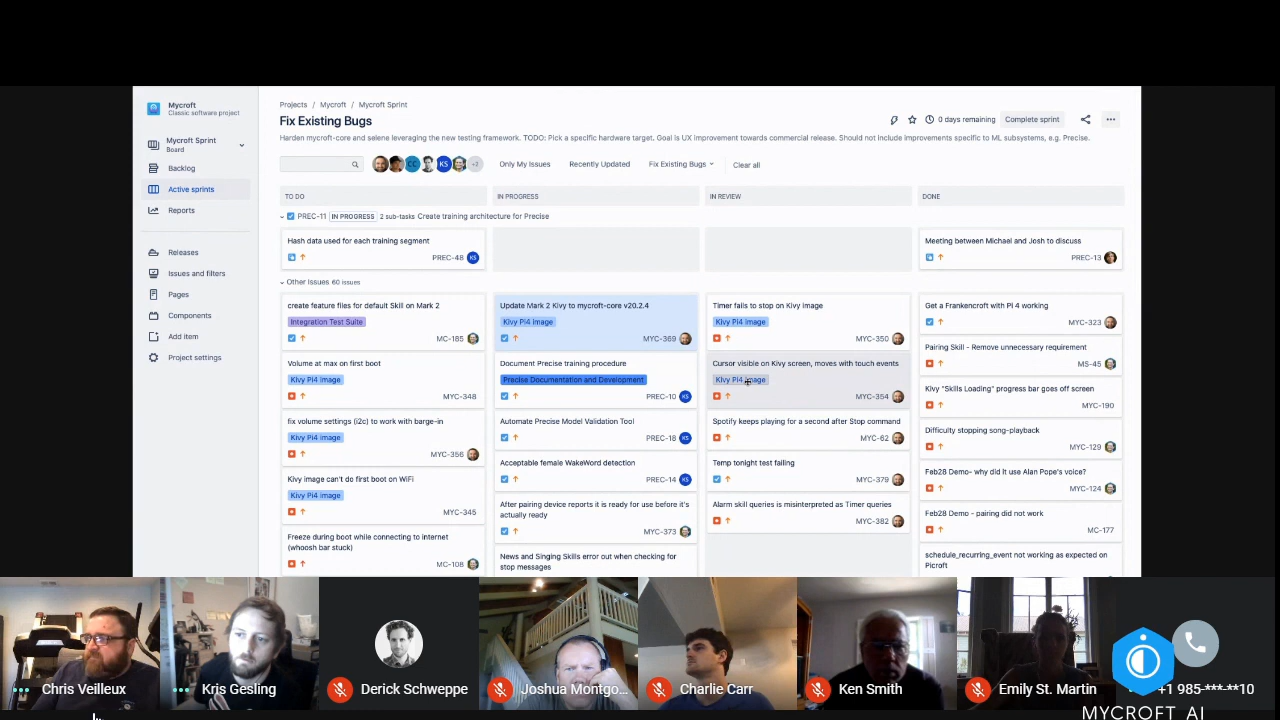 Mycroft
Classic software project
Mycroft Sprint
Board
Backlog
Active sprints
Reports
Releases
Issues and filters
Pages
Components
Add item
Project settings
Projects / Mycroft / Mycroft Sprint
Fix Existing Bugs
0 days remaining
Complete sprint
Harden mycroft-core and selene leveraging the new testing framework. TODO: Pick a specific hardware target. Goal is UX improvement towards commercial release. Should not include improvements specific to ML subsystems, e.g. Precise.
CC
KS
+2
Only My Issues
Recently Updated
Fix Existing Bugs
Clear all
TO DO
IN PROGRESS
IN REVIEW
DONE
PREC-11 IN PROGRESS 2 sub-tasks Create training architecture for Precise
Hash data used for each training segment
PREC-48 KS
Meeting between Michael and Josh to discuss
PREC-13
Other Issues 60 issues
create feature files for default Skill on Mark 2
Integration Test Suite
MC-185
Volume at max on first boot
Kivy Pi4 image
MYC-348
fix volume settings (i2c) to work with barge-in
Kivy Pi4 image
MYC-356
Kivy image can't do first boot on WiFi
Kivy Pi4 image
MYC-345
Freeze during boot while connecting to internet
(whoosh bar stuck)
MC-108
Update Mark 2 Kivy to mycroft-core v20.2.4
Kivy Pi4 image
MYC-369
Document Precise training procedure
Precise Documentation and Development
PREC-10 KS
Automate Precise Model Validation Tool
PREC-18 KS
Acceptable female WakeWord detection
PREC-14 KS
After pairing device reports it is ready for use before it's
actually ready
MYC-373
News and Singing Skills error out when checking for
stop messages
Timer fails to stop on Kivy image
Kivy Pi4 image
MYC-350
Cursor visible on Kivy screen, moves with touch events
Kivy Pi4 image
MYC-354
Spotify keeps playing for a second after Stop command
MYC-62
Temp tonight test failing
MYC-379
Alarm skill queries is misinterpreted as Timer queries
MYC-382
Get a Frankencroft with Pi 4 working
MYC-323
Pairing Skill - Remove unnecessary requirement
MS-45
Kivy "Skills Loading" progress bar goes off screen
MYC-190
Difficulty stopping song-playback
MYC-129
Feb28 Demo- why did it use Alan Pope's voice?
MYC-124
Feb28 Demo - pairing did not work
MC-177
schedule_recurring_event not working as expected on
Picroft
Chris Veilleux
Kris Gesling
Derick Schweppe
Joshua Montgo...
Charlie Carr
Ken Smith
Emily St. Martin
+1 985-***-**10
MYCROFT AI